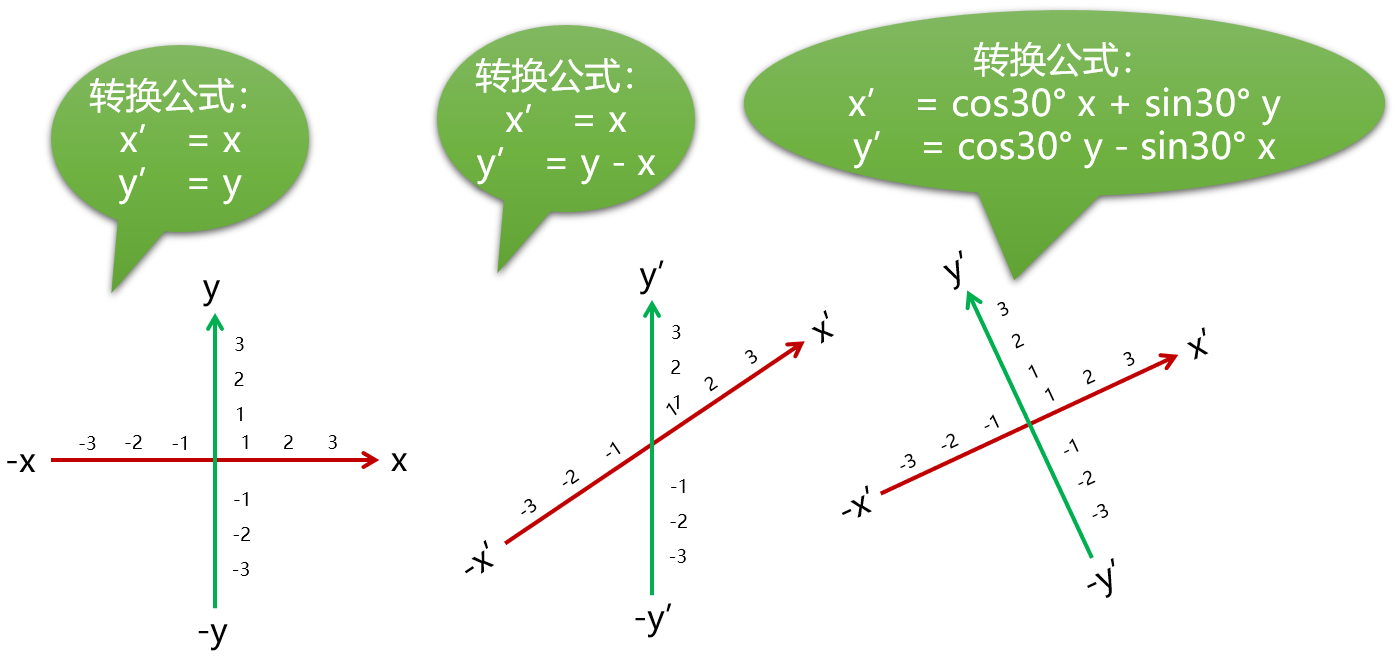 转换公式：
x′ = x
y′ = y
转换公式：
x′ = x
y′ = y - x
转换公式：
x′ = cos30° x + sin30° y
y′ = cos30° y - sin30° x
y
3
2
1
-3 -2 -1 1 2 3
-x x
-1
-2
-3
-y
y′
x′
3
2
1
3
2
1
-1
-2
-3
-x′
-1
-2
-3
-y′
y′
3
2
1
x′
3
2
1
-1
-2
-3
-x′
-1
-2
-3
-y′